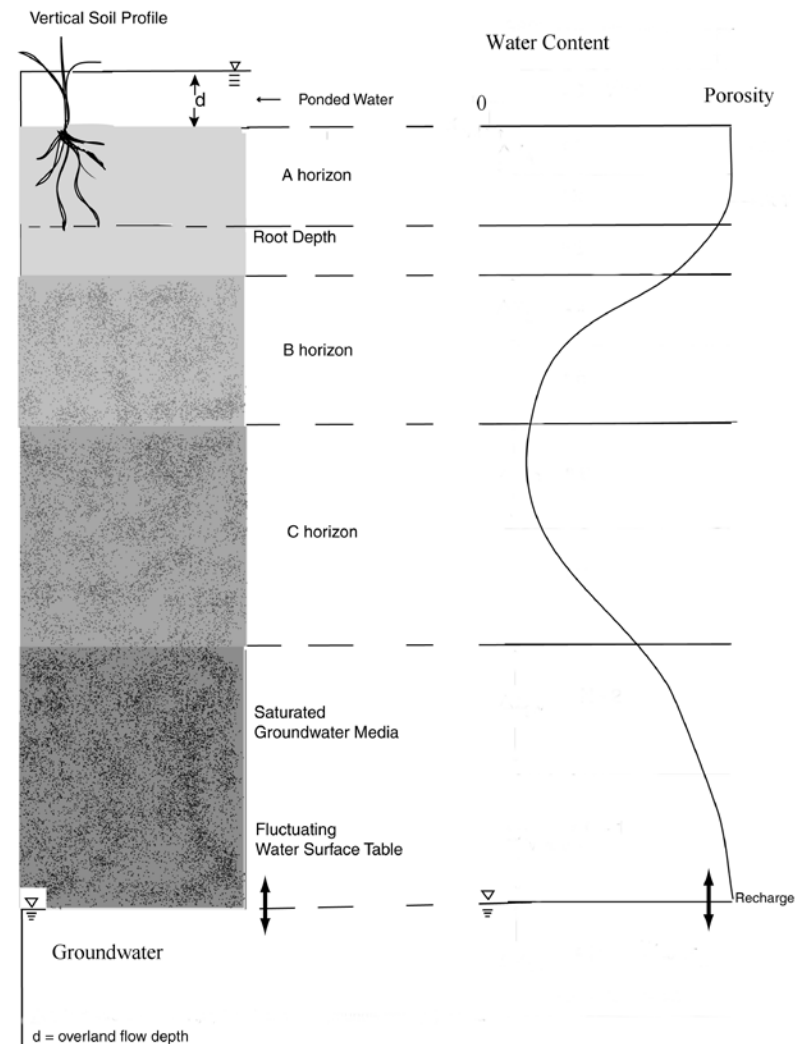 Vertical Soil Profile
Water Content
d
Ponded Water
0
Porosity
A horizon
Root Depth
B horizon
C horizon
Saturated
Groundwater Media
Fluctuating
Water Surface Table
Recharge
Groundwater
d = overland flow depth